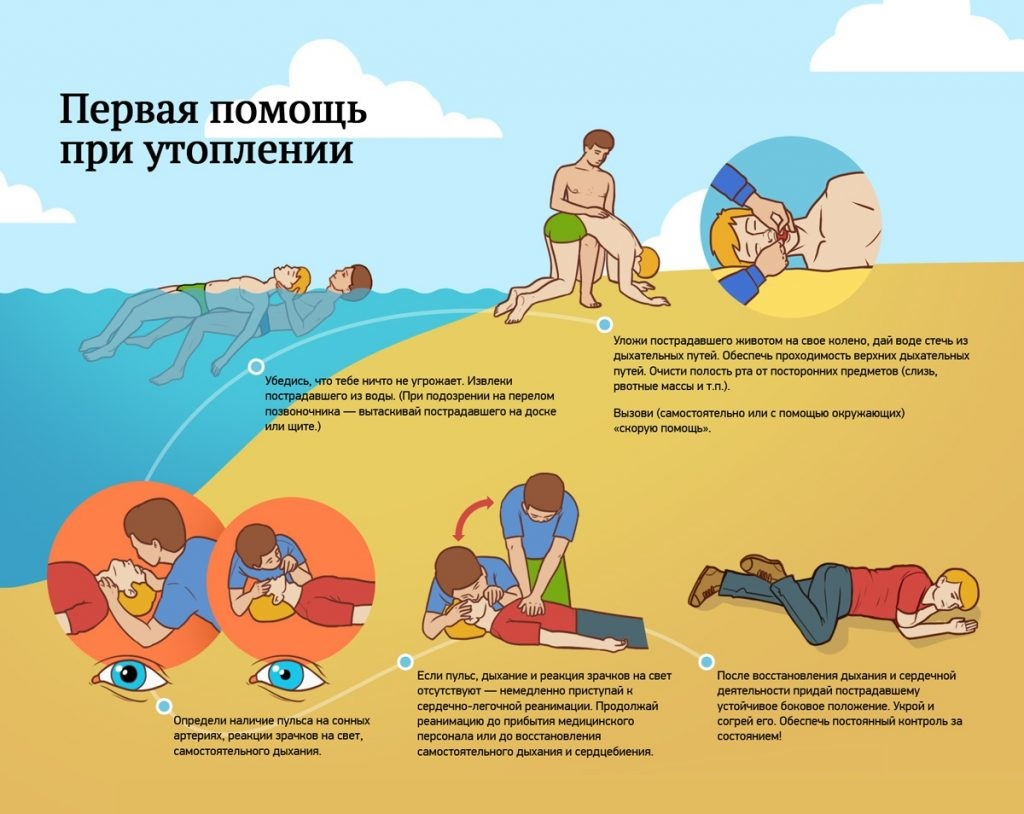 Первая помощь
при утоплении
Убедись, что тебе ничто не угрожает. Извлеки
пострадавшего из воды. (При подозрении на перелом
позвоночника — вытаскивай пострадавшего на доске
или щите.)
Уложи пострадавшего животом на свое колено, дай воде стечь из
дыхательных путей. Обеспечь проходимость верхних дыхательных
путей. Очисти полость рта от посторонних предметов (слизь,
рвотные массы и т.п.).
Вызови (самостоятельно или с помощью окружающих)
«скорую помощь».
Определи наличие пульса на сонных
артериях, реакции зрачков на свет,
самостоятельного дыхания.
Если пульс, дыхание и реакция зрачков на свет
отсутствуют — немедленно приступай к
сердечно-легочной реанимации. Продолжай
реанимацию до прибытия медицинского
персонала или до восстановления
самостоятельного дыхания и сердцебиения.
После восстановления дыхания и сердечной
деятельности придай пострадавшему
устойчивое боковое положение. Укрой и
согрей его. Обеспечь постоянный контроль за
состоянием!